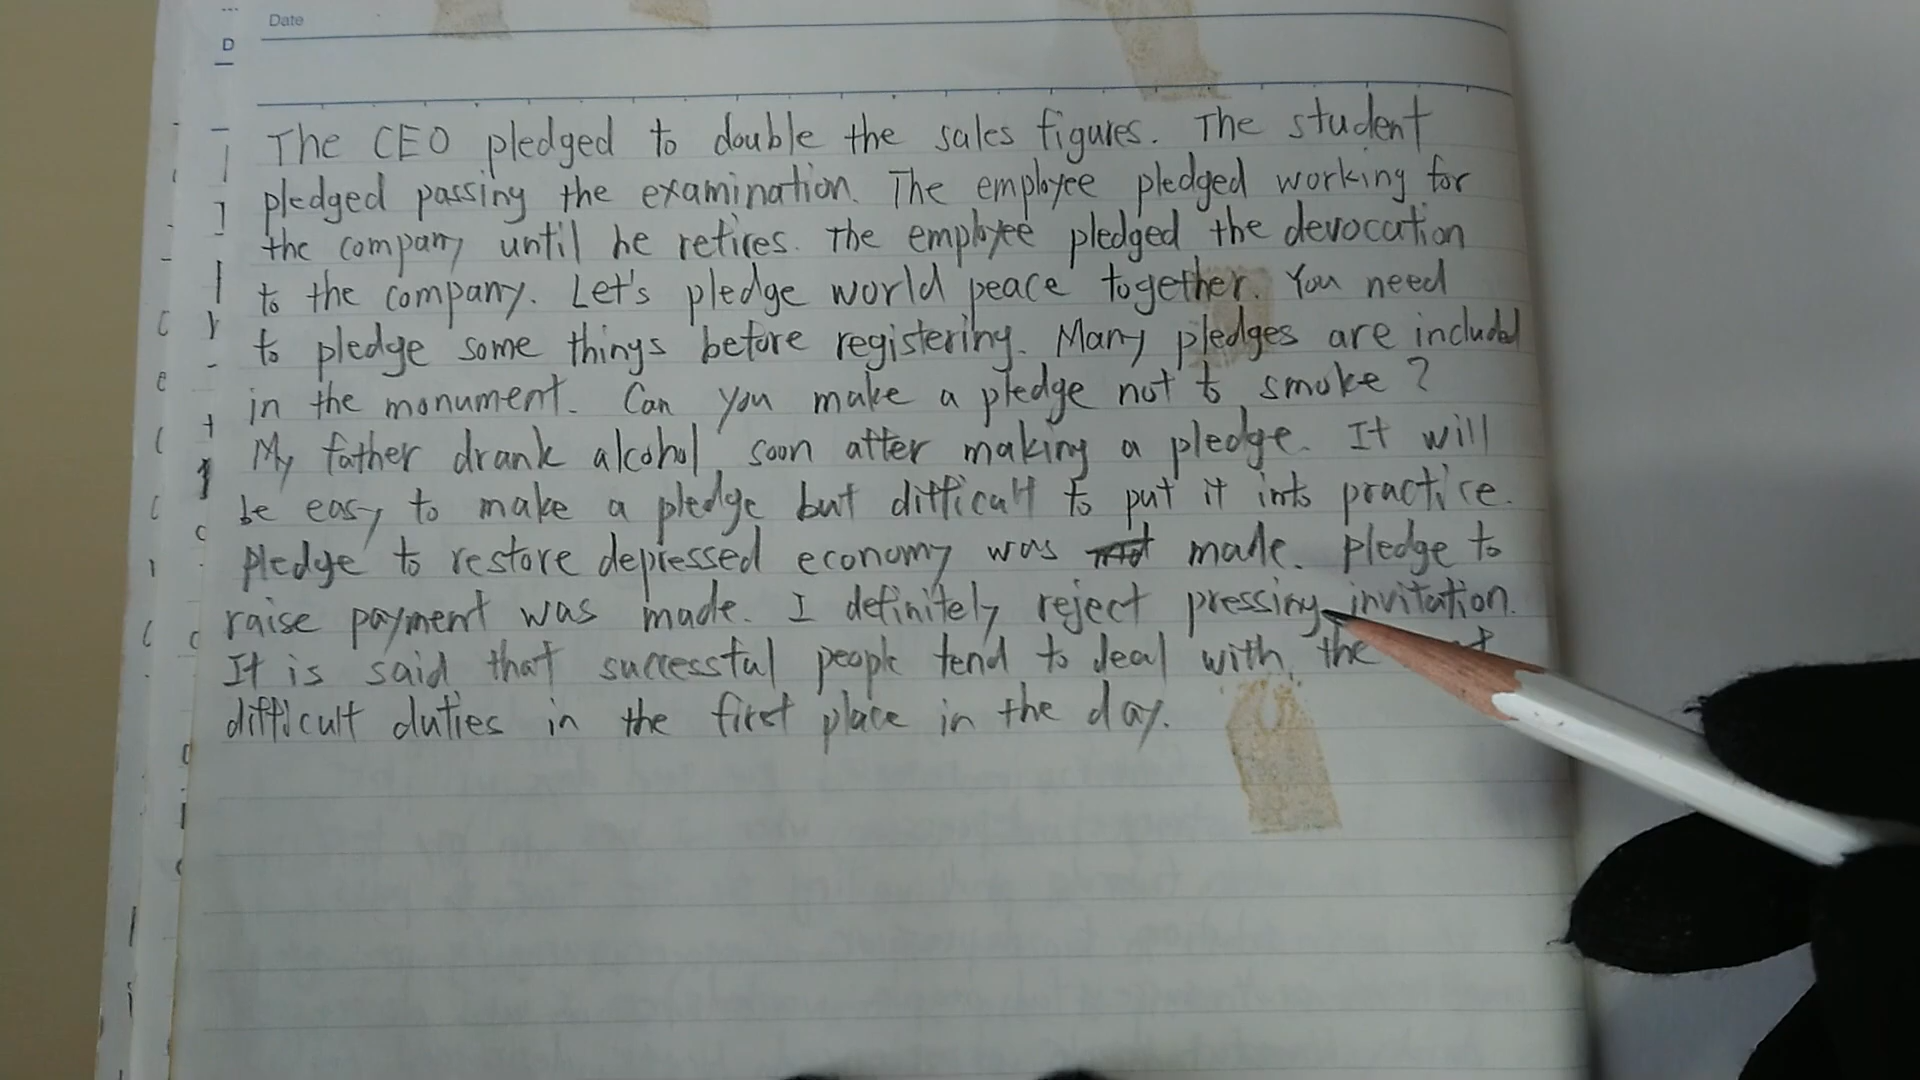 Date
D
The CEO pledged to double the sales figures. The student
pledged passing the examination. The employee pledged working for
the company until he retires. The employee pledged the devocation
to the company. Let's pledge world peace together. You need
to pledge some things before registering. Many pledges are included
in the monument. Can you make a pledge not to smoke?
My father drank alcohol soon after making a pledge. It will
be easy to make a pledge but difficult to put it into practice.
Pledge to restore depressed economy was made. Pledge to
raise payment was made. I definitely reject pressing invitation.
It is said that successful people tend to deal with the
difficult duties in the first place in the day.